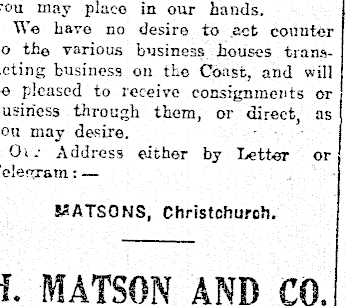 you may place in our hands.
We have no desire to act counter
to the various business houses trans-
acting business on the Coast, and will
be pleased to receive consignments or
business through them, or direct, as
you may desire.
Our Address either by Letter or
Telegram:—
MATSONS, Christchurch.
H. MATSON AND CO.